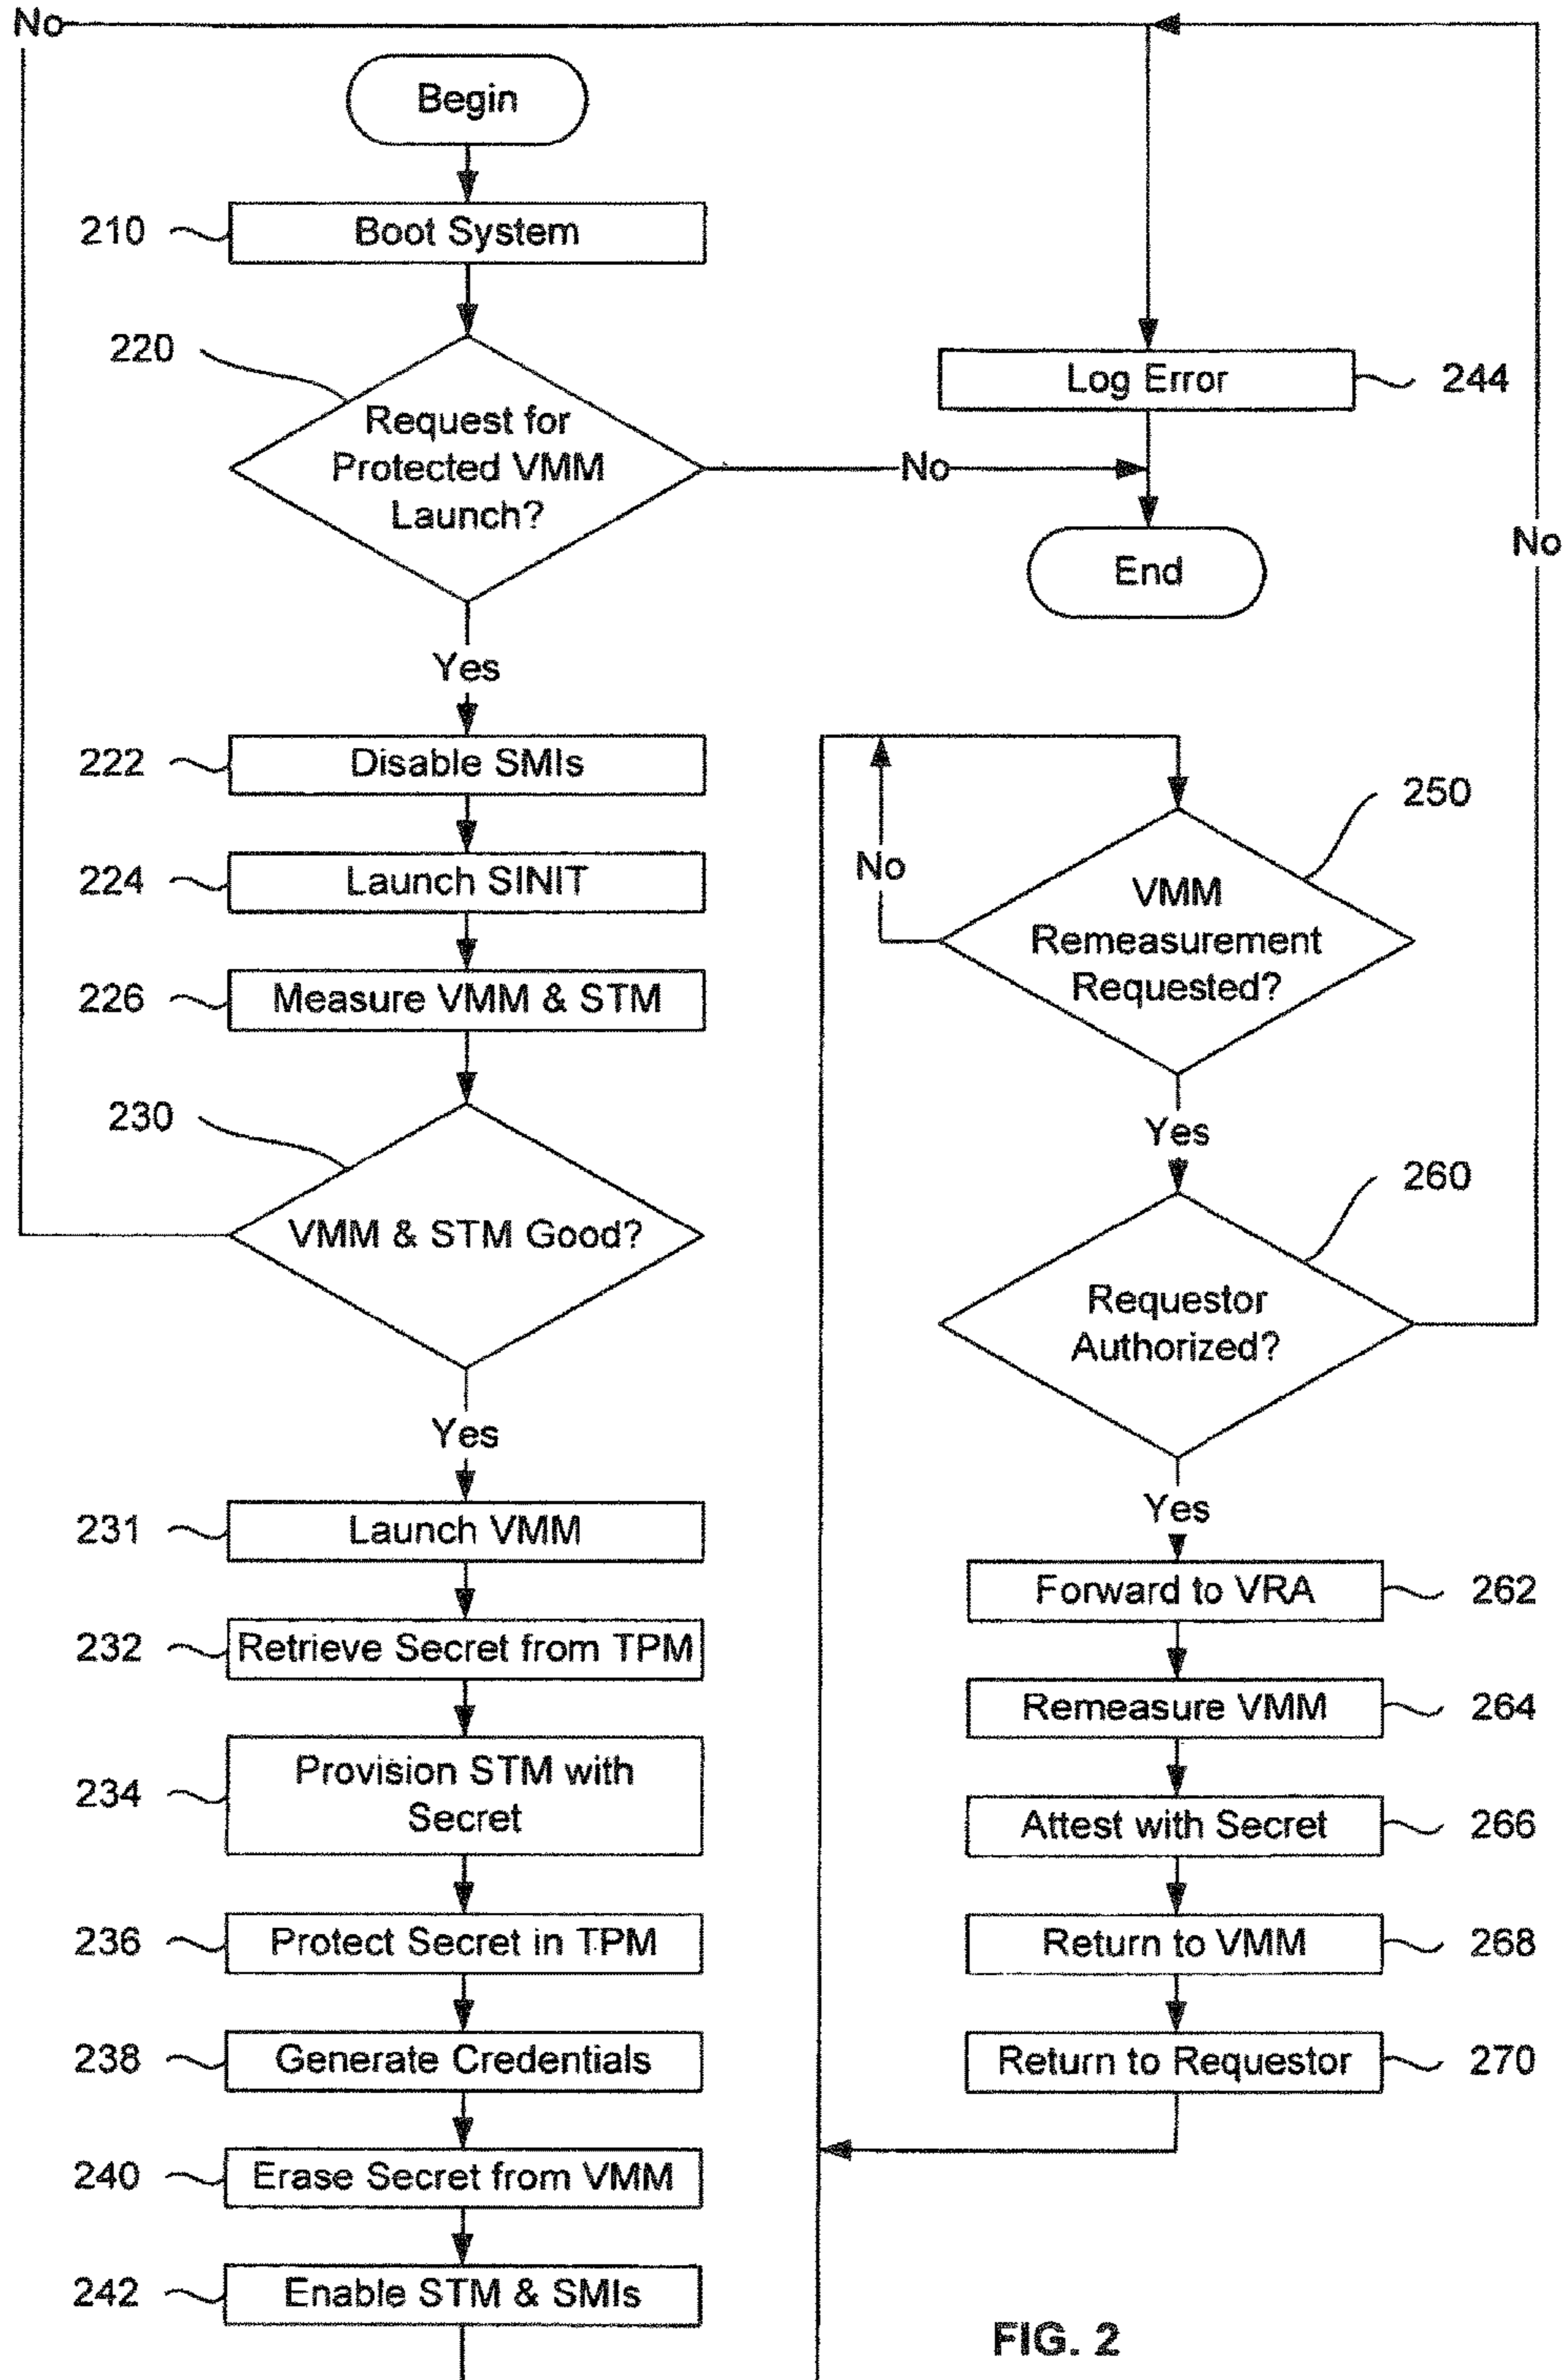 No
Begin
210
Boot System
220
Request for
Protected VMM
Launch?
No
Log Error
244
End
No
Yes
222
Disable SMIs
224
Launch SINIT
226
Measure VMM & STM
230
VMM & STM Good?
Yes
231
Launch VMM
232
Retrieve Secret from TPM
234
Provision STM with
Secret
236
Protect Secret in TPM
238
Generate Credentials
240
Erase Secret from VMM
242
Enable STM & SMIs
250
No
VMM
Remeasurement
Requested?
Yes
260
Requestor
Authorized?
Yes
Forward to VRA
262
Remeasure VMM
264
Attest with Secret
266
Return to VMM
268
Return to Requestor
270
FIG. 2